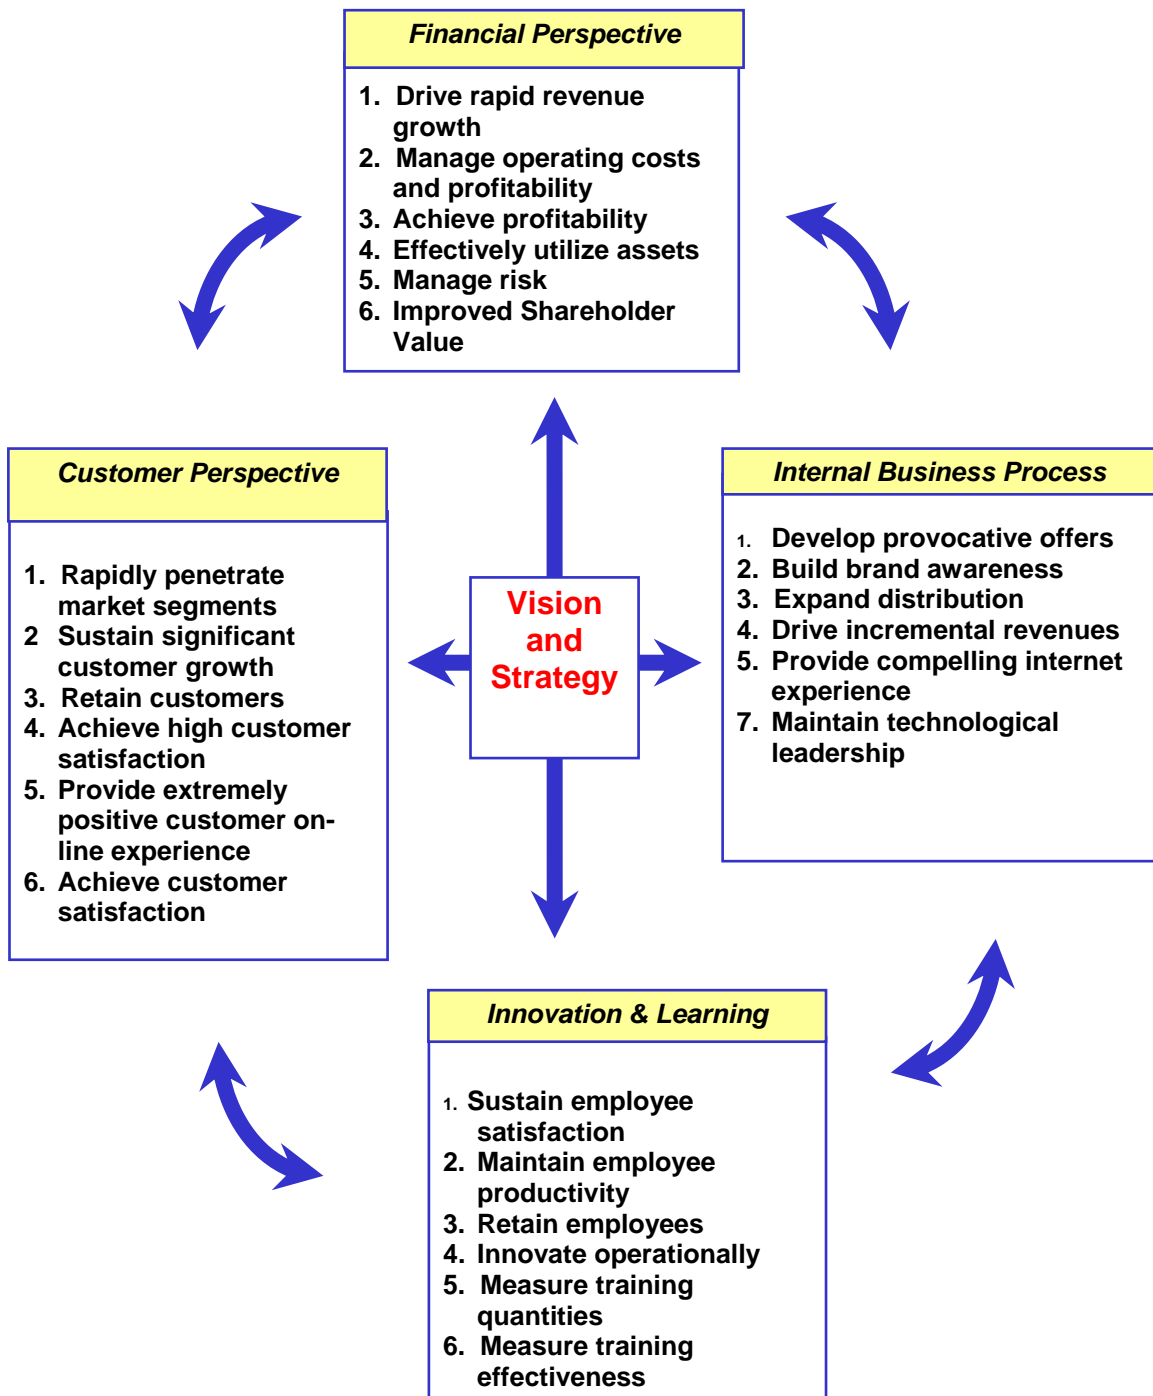 Financial Perspective
1. Drive rapid revenue
growth
2. Manage operating costs
and profitability
3. Achieve profitability
4. Effectively utilize assets
5. Manage risk
6. Improved Shareholder
Value
Customer Perspective
1. Rapidly penetrate
market segments
2 Sustain significant
customer growth
3. Retain customers
4. Achieve high customer
satisfaction
5. Provide extremely
positive customer on-
line experience
6. Achieve customer
satisfaction
Vision
and
Strategy
Internal Business Process
1. Develop provocative offers
2. Build brand awareness
3. Expand distribution
4. Drive incremental revenues
5. Provide compelling internet
experience
7. Maintain technological
leadership
Innovation & Learning
1. Sustain employee
satisfaction
2. Maintain employee
productivity
3. Retain employees
4. Innovate operationally
5. Measure training
quantities
6. Measure training
effectiveness